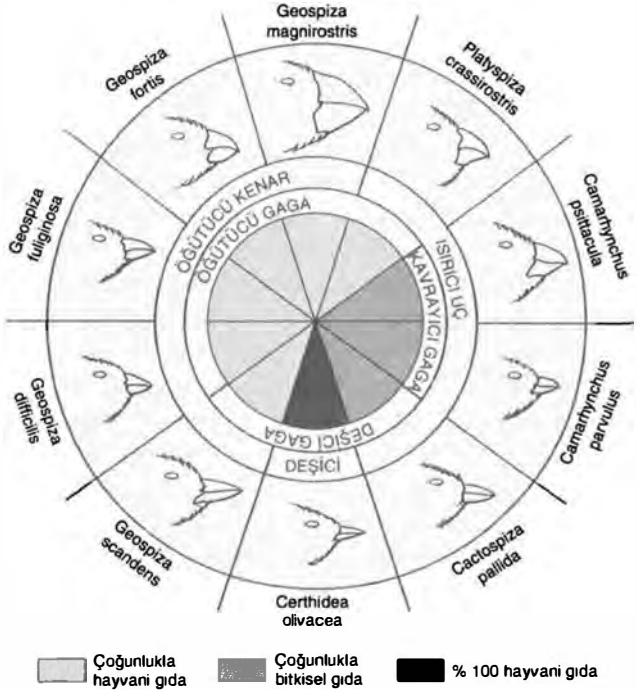 Geospiza
magnirostris
Platyspiza
crassirostris
Camarhynchus
psittacula
Camarhynchus
parvulus
Cactospiza
pallida
Certhidea
olivacea
Geospiza
scandens
Geospiza
difficilis
Geospiza
fuliginosa
Geospiza
fortis
ÖĞÜTÜCÜ KENAR
ÖĞÜTÜCÜ GAGA
ISIRICI UÇ
KAVRAYICI GAGA
DEŞİCİ GAGA
DEŞİCİ
Çoğunlukla
hayvani gıda
Çoğunlukla
bitkisel gıda
% 100 hayvani gıda